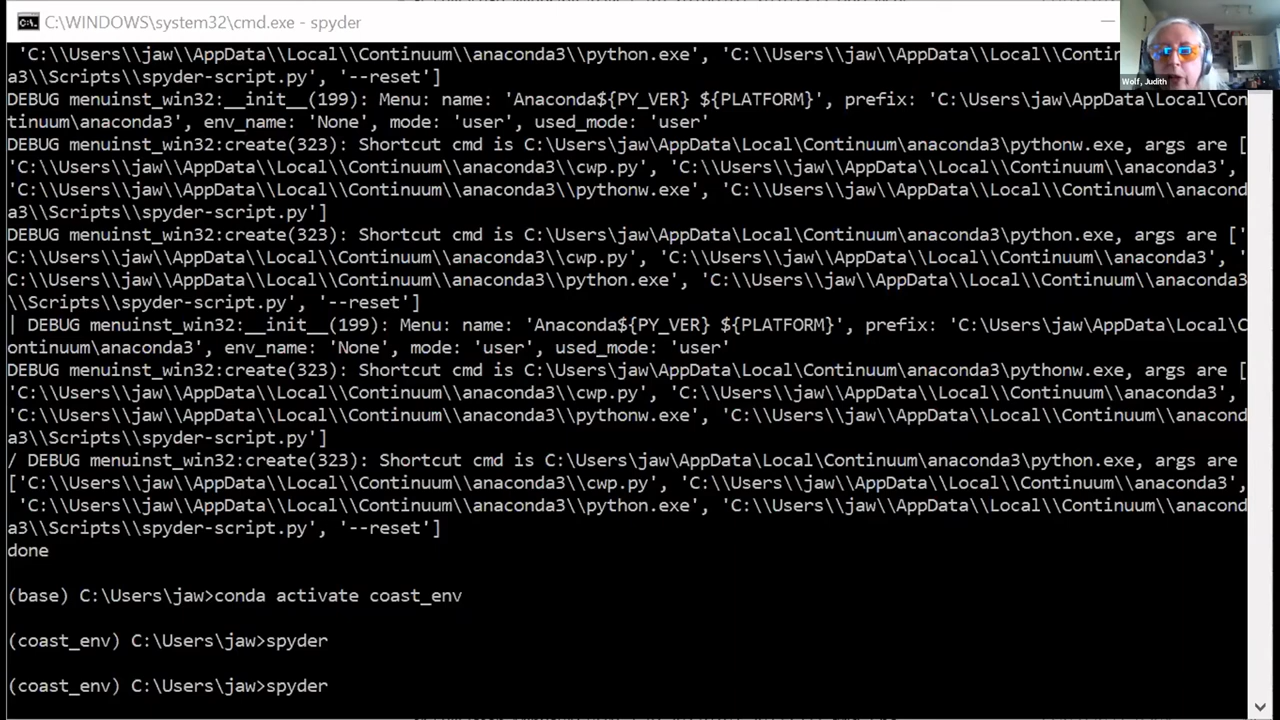 C:\WINDOWS\system32\cmd.exe - spyder
Wolf, Judith
'C:\\Users\\jaw\\AppData\\Local\\Continuum\\anaconda3\\python.exe', 'C:\\Users\\jaw\\AppData\\Local\\Continuum
a3\\Scripts\\spyder-script.py', '--reset']
DEBUG menuinst_win32:__init__(199): Menu: name: 'Anaconda${PY_VER} ${PLATFORM}', prefix: 'C:\Users\jaw\AppData\Local\Con
tinuum\anaconda3', env_name: 'None', mode: 'user', used_mode: 'user'
DEBUG menuinst_win32:create(323): Shortcut cmd is C:\Users\jaw\AppData\Local\Continuum\anaconda3\pythonw.exe, args are [
'C:\\Users\\jaw\\AppData\\Local\\Continuum\\anaconda3\\cwp.py', 'C:\\Users\\jaw\\AppData\\Local\\Continuum\\anaconda3',
'C:\\Users\\jaw\\AppData\\Local\\Continuum\\anaconda3\\pythonw.exe', 'C:\\Users\\jaw\\AppData\\Local\\Continuum\\anacond
a3\\Scripts\\spyder-script.py']
DEBUG menuinst_win32:create(323): Shortcut cmd is C:\Users\jaw\AppData\Local\Continuum\anaconda3\python.exe, args are ['
C:\\Users\\jaw\\AppData\\Local\\Continuum\\anaconda3\\cwp.py', 'C:\\Users\\jaw\\AppData\\Local\\Continuum\\anaconda3', '
C:\\Users\\jaw\\AppData\\Local\\Continuum\\anaconda3\\python.exe', 'C:\\Users\\jaw\\AppData\\Local\\Continuum\\anaconda3
\\Scripts\\spyder-script.py', '--reset']
| DEBUG menuinst_win32:__init__(199): Menu: name: 'Anaconda${PY_VER} ${PLATFORM}', prefix: 'C:\Users\jaw\AppData\Local\C
ontinuum\anaconda3', env_name: 'None', mode: 'user', used_mode: 'user'
DEBUG menuinst_win32:create(323): Shortcut cmd is C:\Users\jaw\AppData\Local\Continuum\anaconda3\pythonw.exe, args are [
'C:\\Users\\jaw\\AppData\\Local\\Continuum\\anaconda3\\cwp.py', 'C:\\Users\\jaw\\AppData\\Local\\Continuum\\anaconda3',
'C:\\Users\\jaw\\AppData\\Local\\Continuum\\anaconda3\\pythonw.exe', 'C:\\Users\\jaw\\AppData\\Local\\Continuum\\anacond
a3\\Scripts\\spyder-script.py']
/ DEBUG menuinst_win32:create(323): Shortcut cmd is C:\Users\jaw\AppData\Local\Continuum\anaconda3\python.exe, args are
['C:\\Users\\jaw\\AppData\\Local\\Continuum\\anaconda3\\cwp.py', 'C:\\Users\\jaw\\AppData\\Local\\Continuum\\anaconda3',
'C:\\Users\\jaw\\AppData\\Local\\Continuum\\anaconda3\\python.exe', 'C:\\Users\\jaw\\AppData\\Local\\Continuum\\anacond
a3\\Scripts\\spyder-script.py', '--reset']
done
(base) C:\Users\jaw>conda activate coast_env
(coast_env) C:\Users\jaw>spyder
(coast_env) C:\Users\jaw>spyder